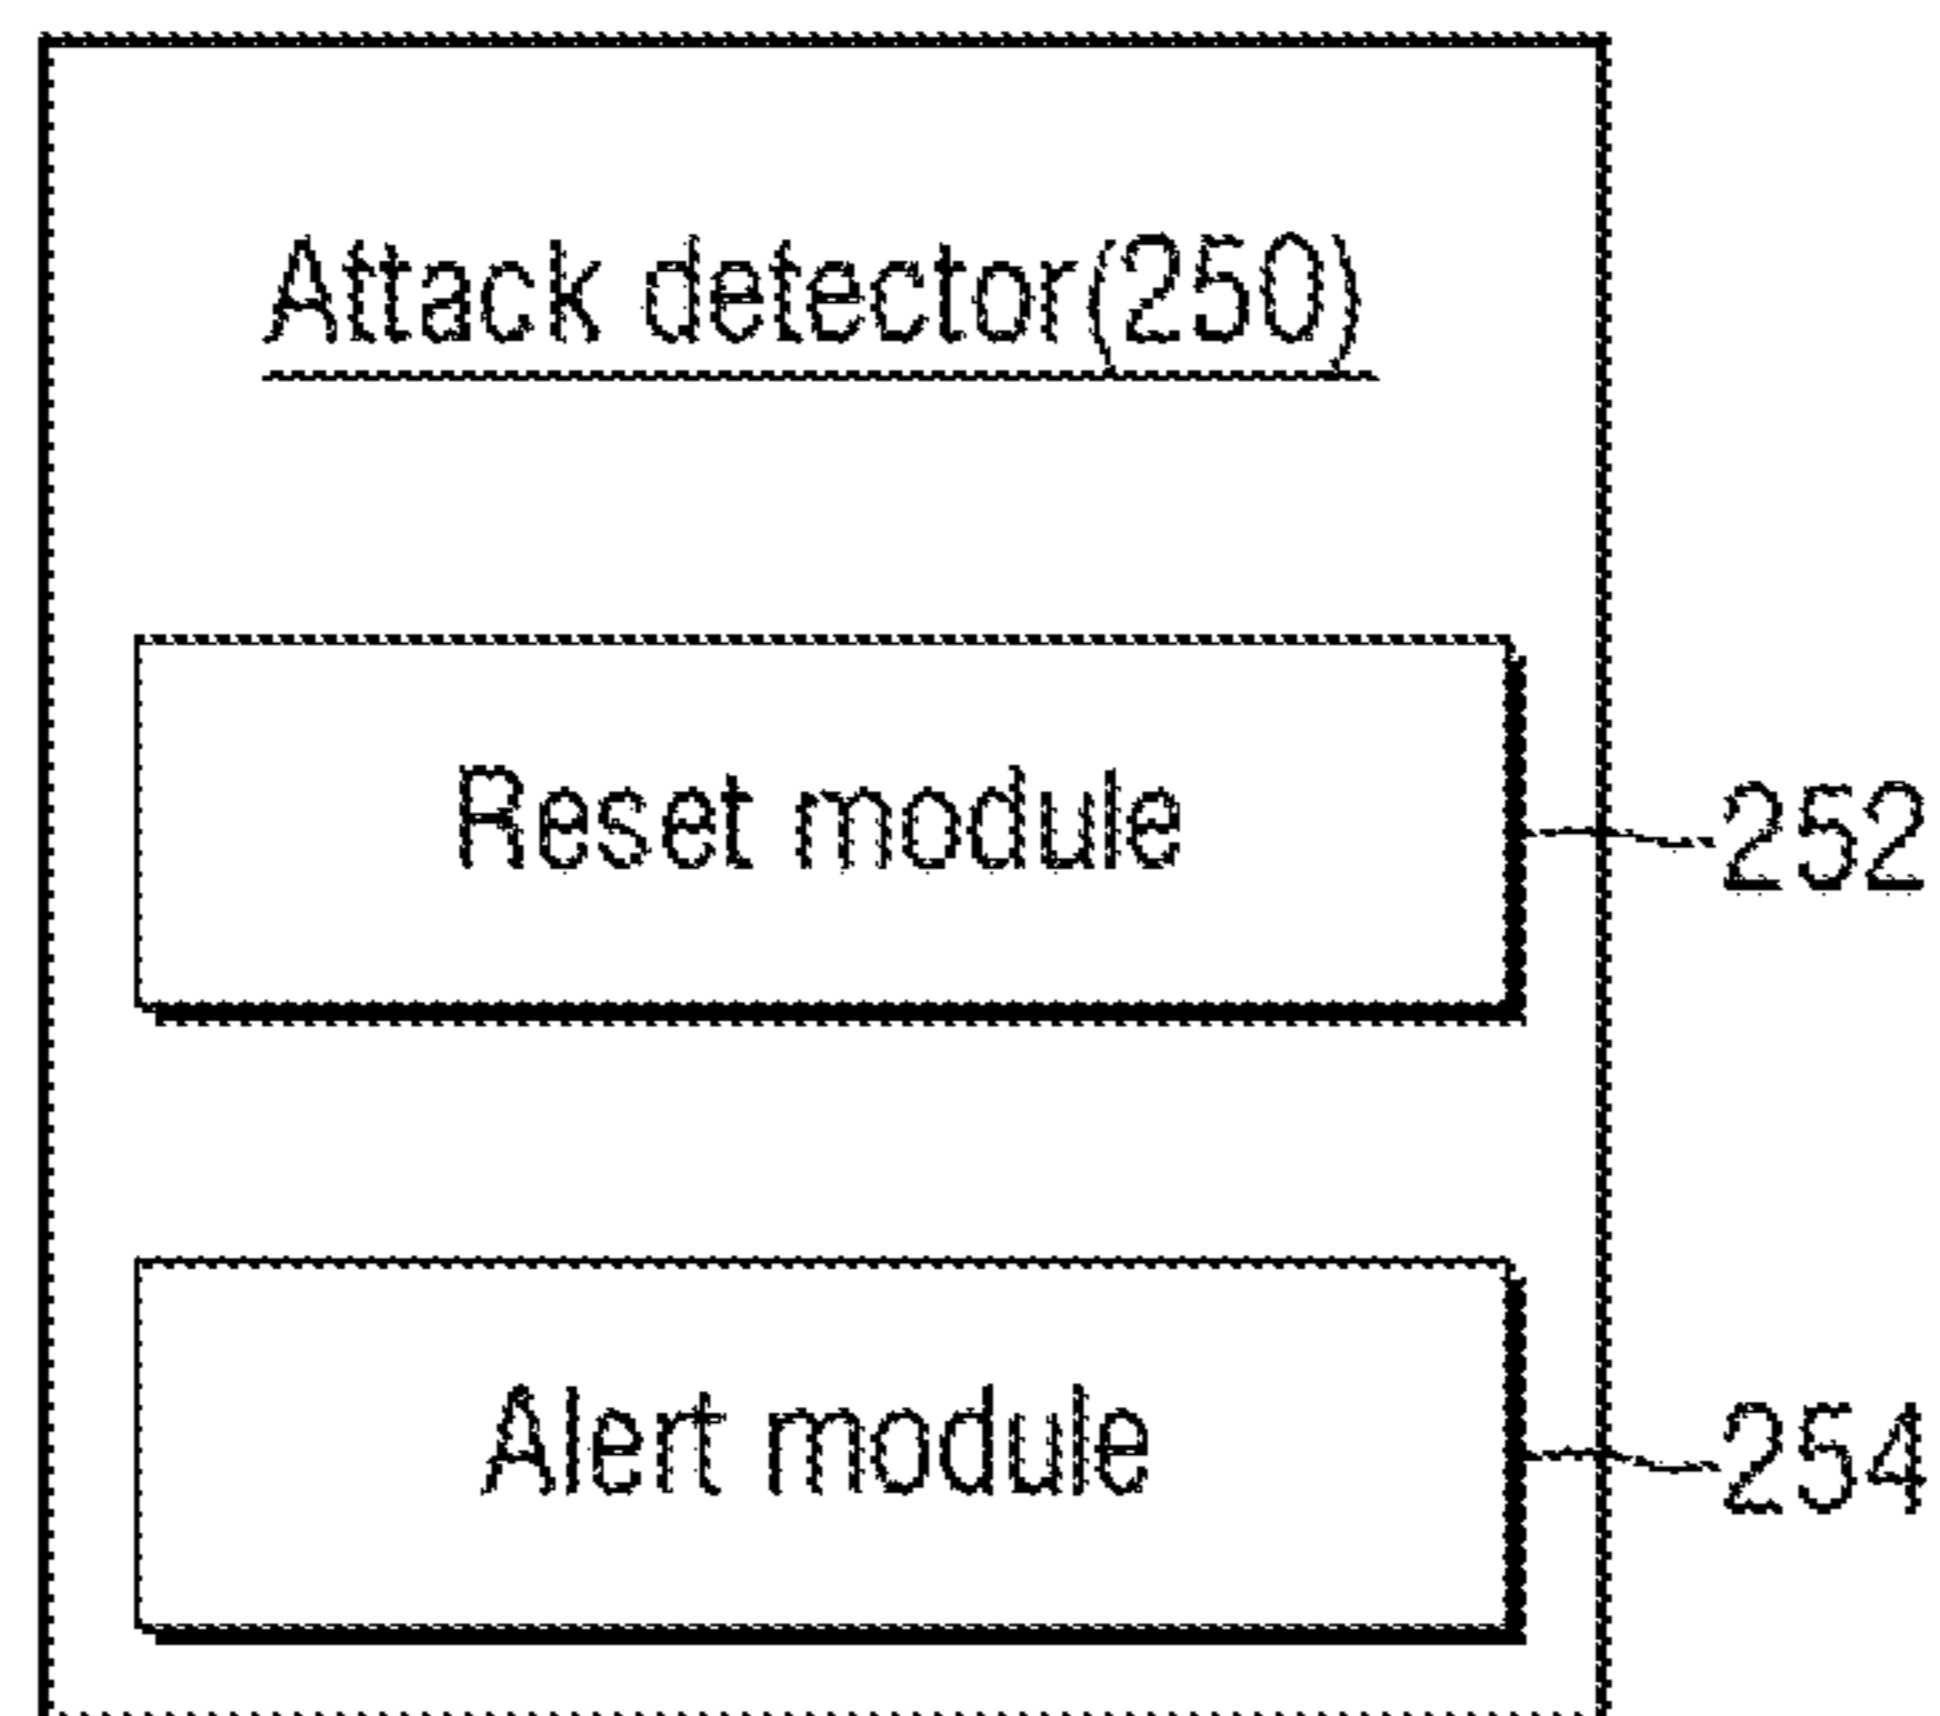 Attack detector(250)
Reset module
252
Alert module
254